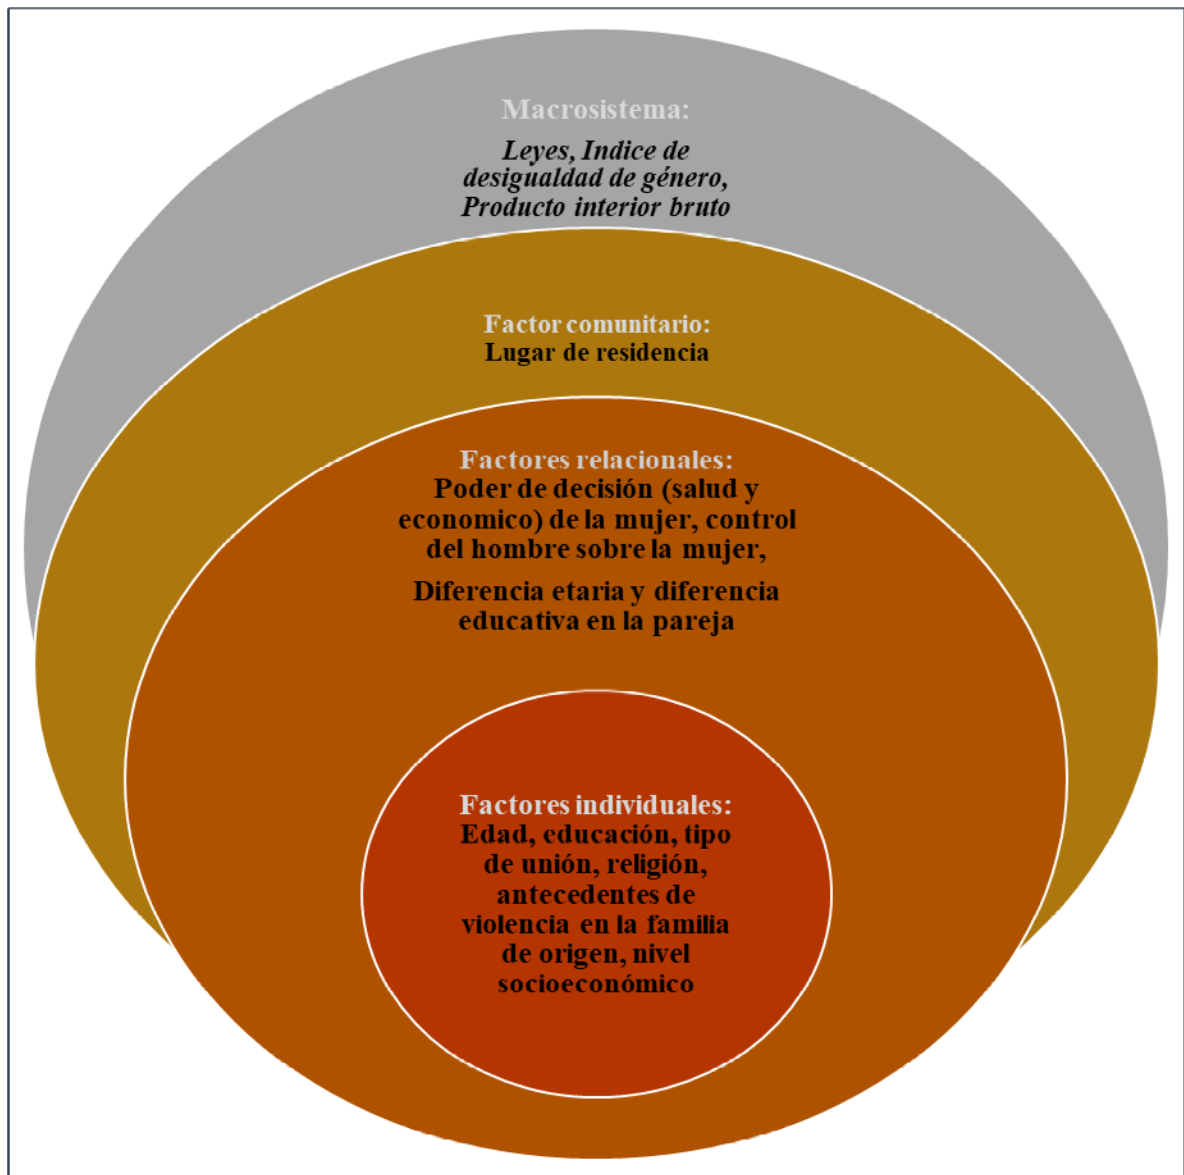 Macrosistema:
Leyes, Indice de
desigualdad de género,
Producto interior bruto
Factor comunitario:
Lugar de residencia
Factores relacionales:
Poder de decisión (salud y
economico) de la mujer, control
del hombre sobre la mujer,
Diferencia etaria y diferencia
educativa en la pareja
Factores individuales:
Edad, educación, tipo
de unión, religión,
antecedentes de
violencia en la familia
de origen, nivel
socioeconómico